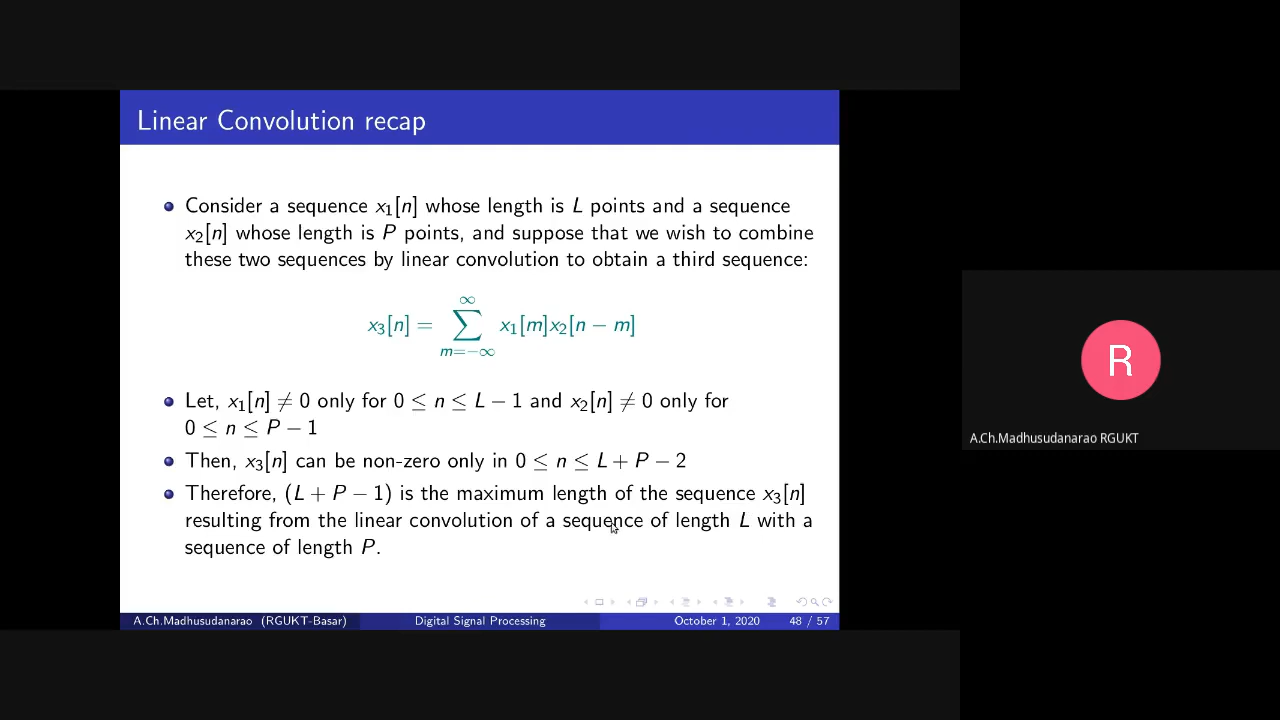 Linear Convolution recap
Consider a sequence x₁[n] whose length is L points and a sequence
x₂[n] whose length is P points, and suppose that we wish to combine
these two sequences by linear convolution to obtain a third sequence:
x₃[n] = ∑_{m=−∞}^{∞} x₁[m]x₂[n − m]
Let, x₁[n] ≠ 0 only for 0 ≤ n ≤ L − 1 and x₂[n] ≠ 0 only for
0 ≤ n ≤ P − 1
Then, x₃[n] can be non-zero only in 0 ≤ n ≤ L + P − 2
Therefore, (L + P − 1) is the maximum length of the sequence x₃[n]
resulting from the linear convolution of a sequence of length L with a
sequence of length P.
A.Ch.Madhusudanarao (RGUKT-Basar) Digital Signal Processing October 1, 2020 48 / 57
R
A.Ch.Madhusudanarao RGUKT